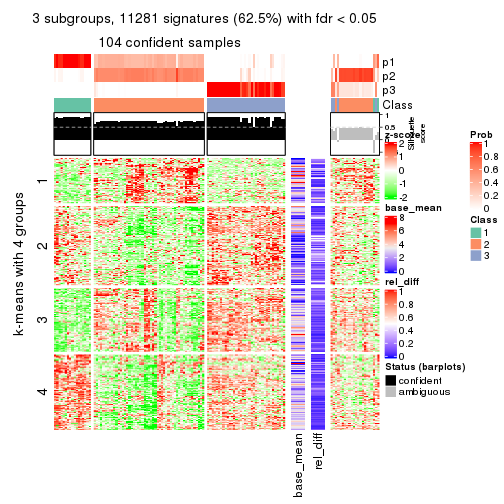 3 subgroups, 11281 signatures (62.5%) with fdr < 0.05
104 confident samples
p1
p2
p3
Class
1
0.5
0
Silhouette
score
k-means with 4 groups
1
2
3
4
base_mean
rel_diff
z-score
2
1
0
-1
-2
base_mean
8
6
4
2
0
rel_diff
1
0.8
0.6
0.4
0.2
0
Status (barplots)
confident
ambiguous
Prob
1
0.8
0.6
0.4
0.2
0
Class
1
2
3